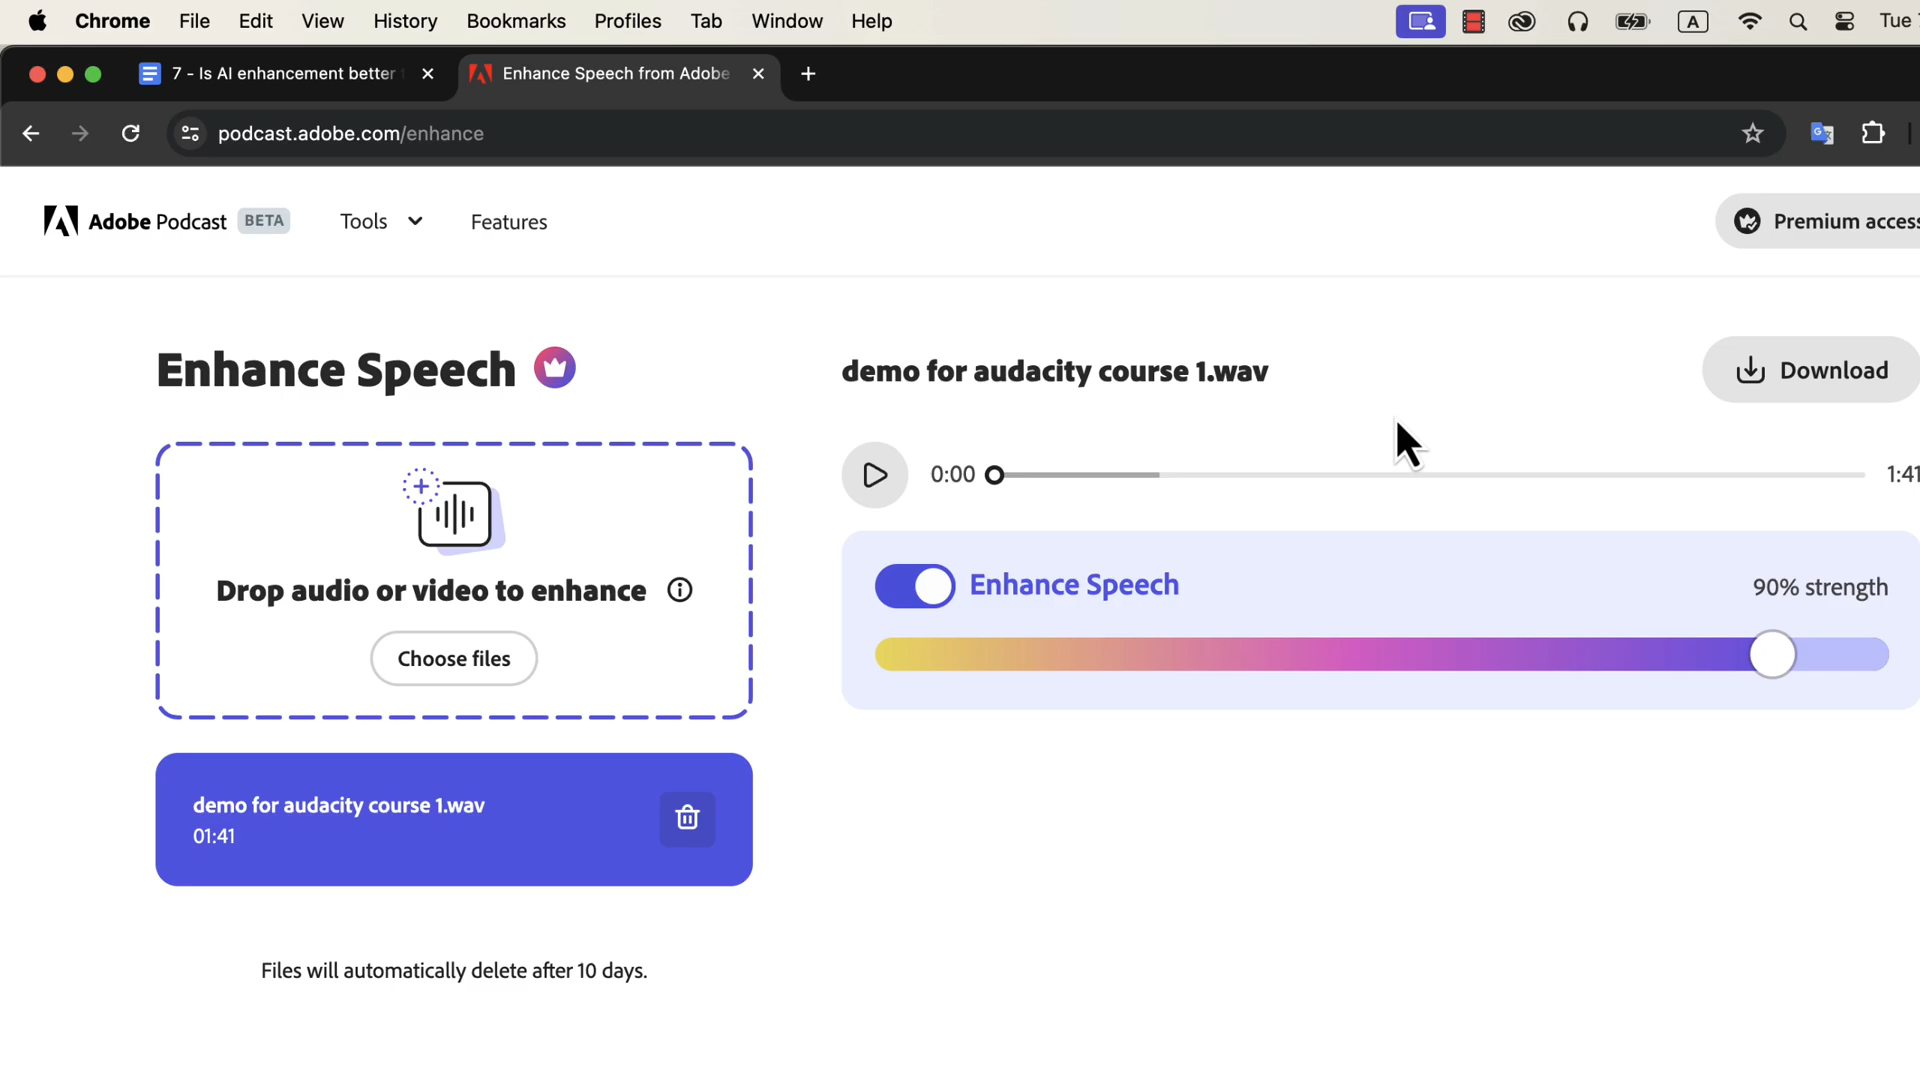 Chrome File Edit View History Bookmarks Profiles Tab Window Help A Tue
7 - Is AI enhancement better Enhance Speech from Adobe
podcast.adobe.com/enhance
Adobe Podcast BETA Tools Features Premium access
Enhance Speech
demo for audacity course 1.wav Download
0:00 1:41
Drop audio or video to enhance
Choose files
Enhance Speech 90% strength
demo for audacity course 1.wav
01:41
Files will automatically delete after 10 days.